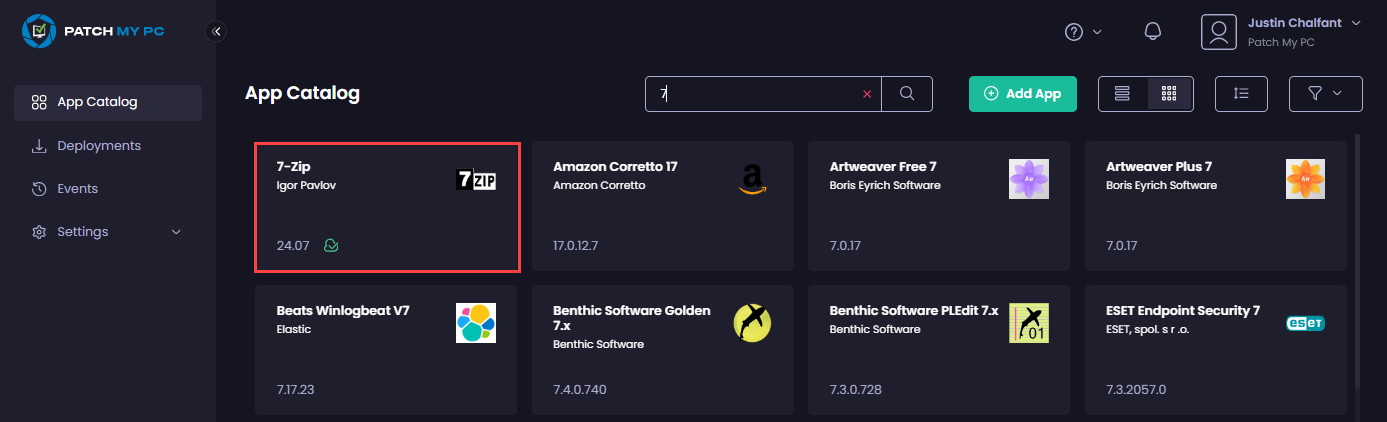 PATCH MY PC
Justin Chalfant
Patch My PC
App Catalog
Deployments
Events
Settings
App Catalog
7
Add App
7-Zip
Igor Pavlov
7 ZIP
24.07
Amazon Corretto 17
Amazon Corretto
a
17.0.12.7
Artweaver Free 7
Boris Eyrich Software
Aw
7.0.17
Artweaver Plus 7
Boris Eyrich Software
Aw
7.0.17
Beats Winlogbeat V7
Elastic
7.17.23
Benthic Software Golden
7.x
Benthic Software
7.4.0.740
Benthic Software PLEdit 7.x
Benthic Software
01
7.3.0.728
ESET Endpoint Security 7
ESET, spol. s r .o.
eseT
7.3.2057.0